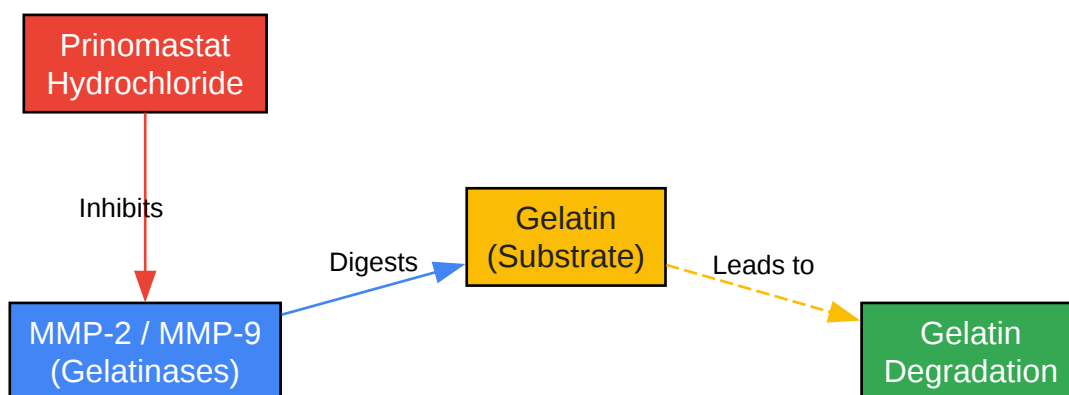 Prinomastat
Hydrochloride
Inhibits
MMP-2 / MMP-9
(Gelatinases)
Digests
Gelatin
(Substrate)
Leads to
Gelatin
Degradation